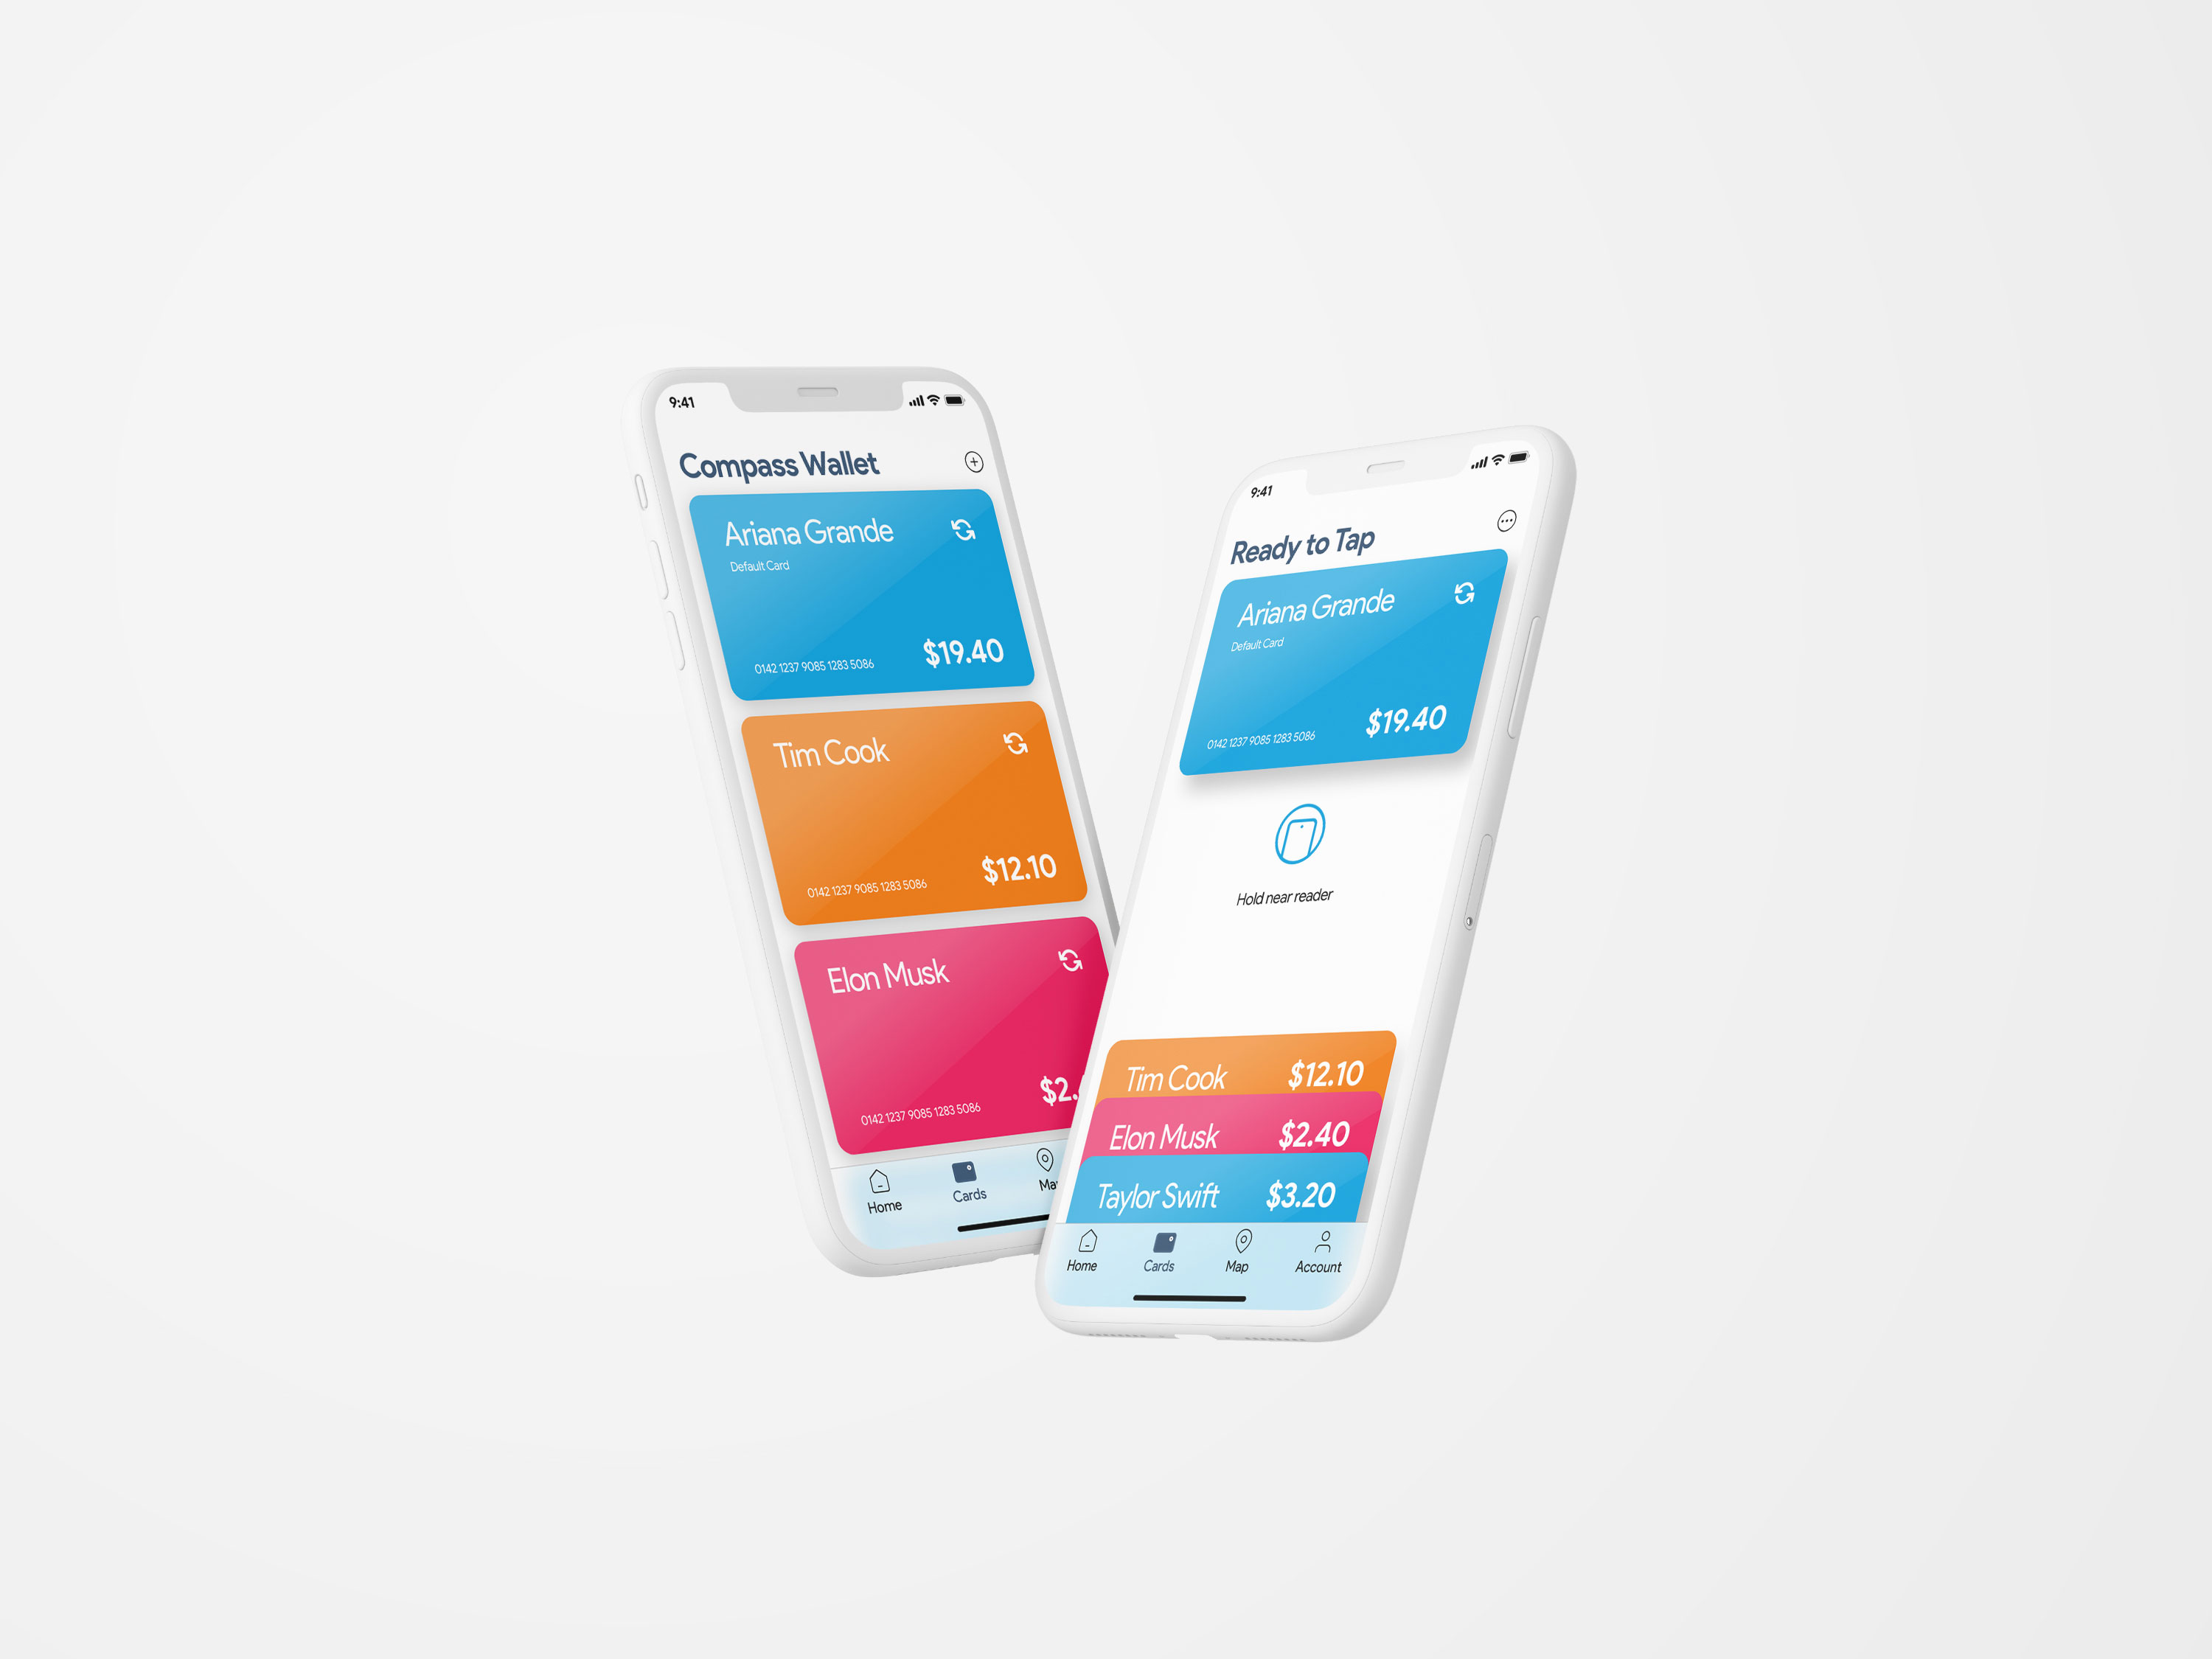 9:41
Compass Wallet
Ariana Grande
Default Card
0142 1237 9085 1283 5086
$19.40
Tim Cook
0142 1237 9085 1283 5086
$12.10
Elon Musk
0142 1237 9085 1283 5086
$2.
Home
Cards
9:41
Ready to Tap
Ariana Grande
Default Card
0142 1237 9085 1283 5086
$19.40
Hold near reader
Tim Cook
$12.10
Elon Musk
$2.40
Taylor Swift
$3.20
Home
Cards
Map
Account